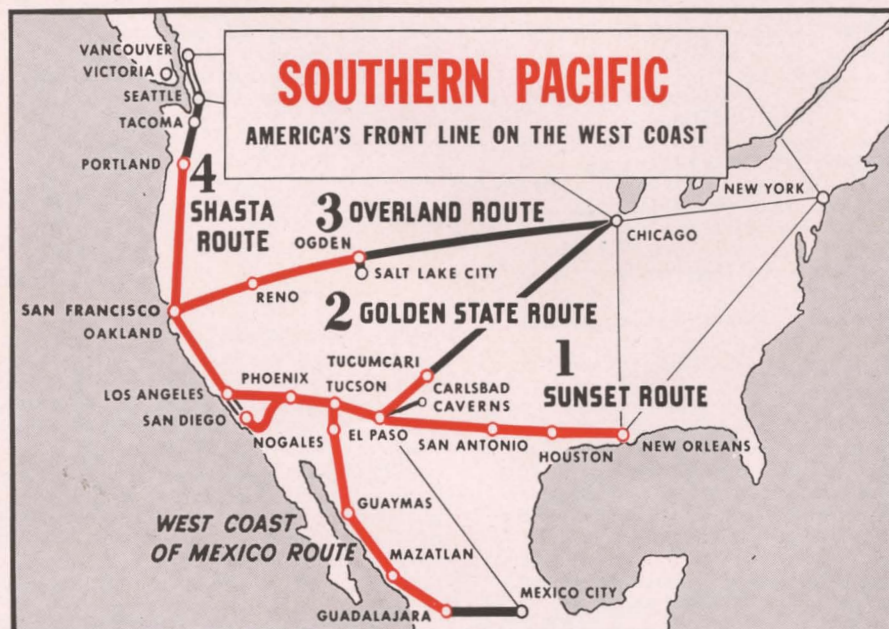 SOUTHERN PACIFIC
AMERICA'S FRONT LINE ON THE WEST COAST
VANCOUVER
VICTORIA
SEATTLE
TACOMA
PORTLAND
4
SHASTA
ROUTE
3 OVERLAND ROUTE
NEW YORK
CHICAGO
OGDEN
SALT LAKE CITY
RENO
SAN FRANCISCO
OAKLAND
2 GOLDEN STATE ROUTE
1
SUNSET ROUTE
TUCUMCARI
CARLSBAD
CAVERNS
PHOENIX
TUCSON
LOS ANGELES
SAN DIEGO
NOGALES
EL PASO
SAN ANTONIO
HOUSTON
NEW ORLEANS
GUAYMAS
WEST COAST
OF MEXICO ROUTE
MAZATLAN
GUADALAJARA
MEXICO CITY